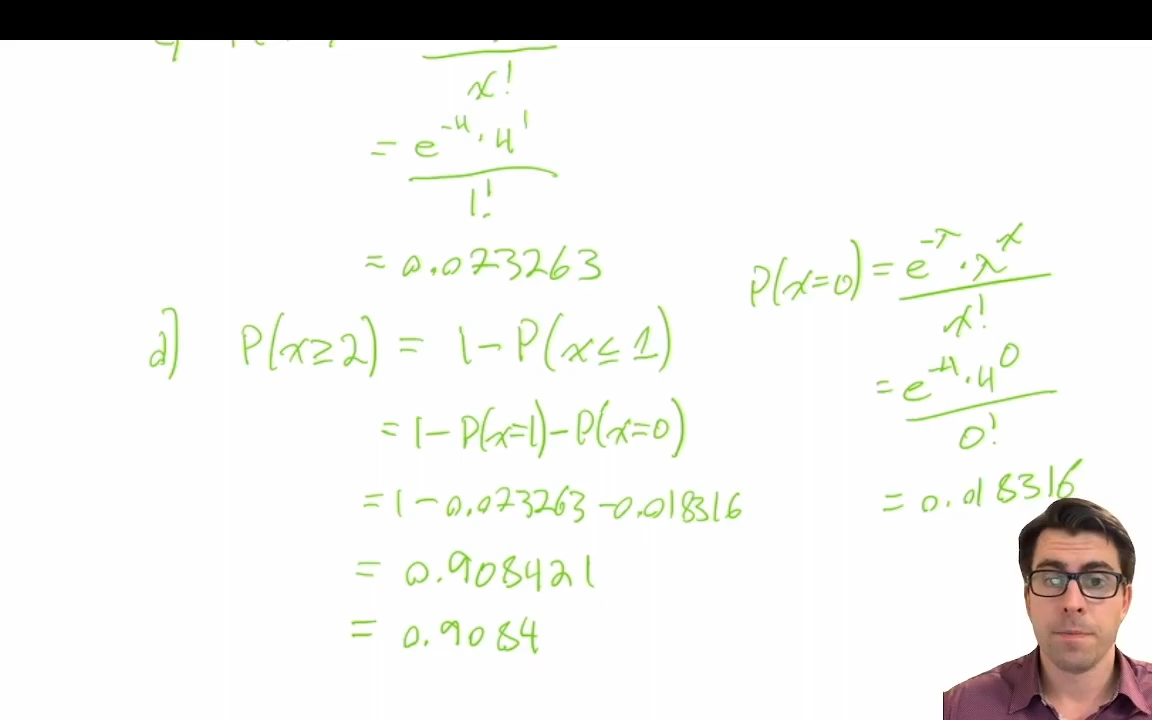 x!
= e^-4 · 4^1
1!
= 0.073263
d) P(x≥2) = 1-P(x≤1)
= 1-P(x=1)-P(x=0)
= 1-0.073263-0.018316
= 0.908421
= 0.9084
P(x=0) = e^-λ · λ^x
x!
= e^-4 · 4^0
0!
= 0.018316